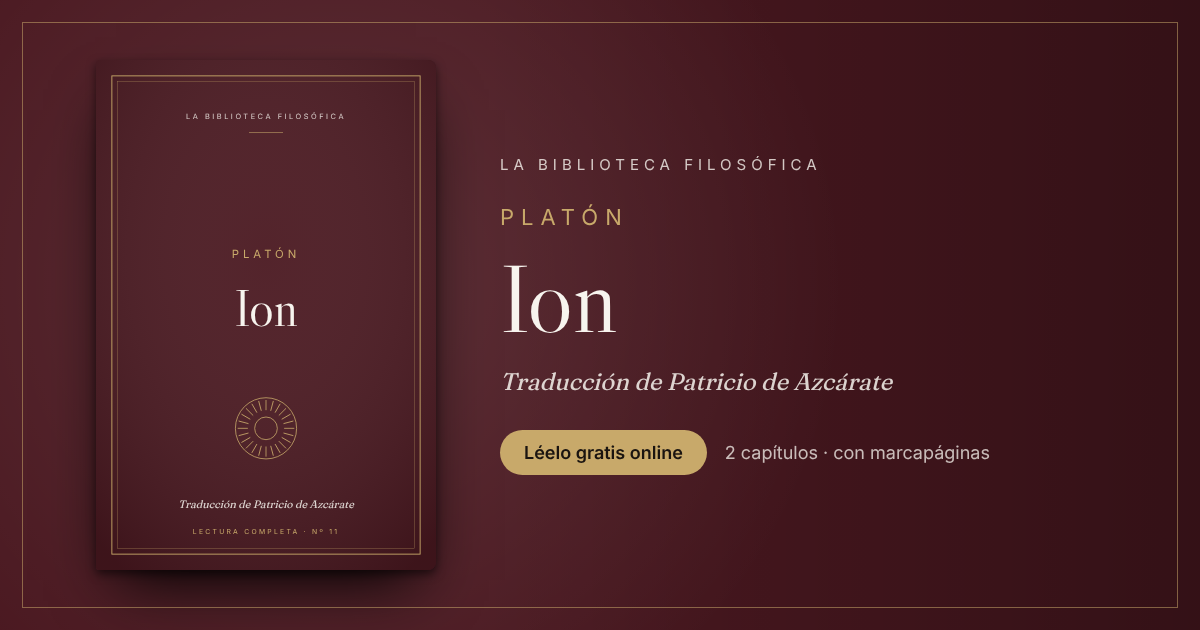 LA BIBLIOTECA FILOSÓFICA
PLATÓN
Ion
Traducción de Patricio de Azcárate
LECTURA COMPLETA · Nº 11
LA BIBLIOTECA FILOSÓFICA
PLATÓN
Ion
Traducción de Patricio de Azcárate
Léelo gratis online
2 capítulos · con marcapáginas